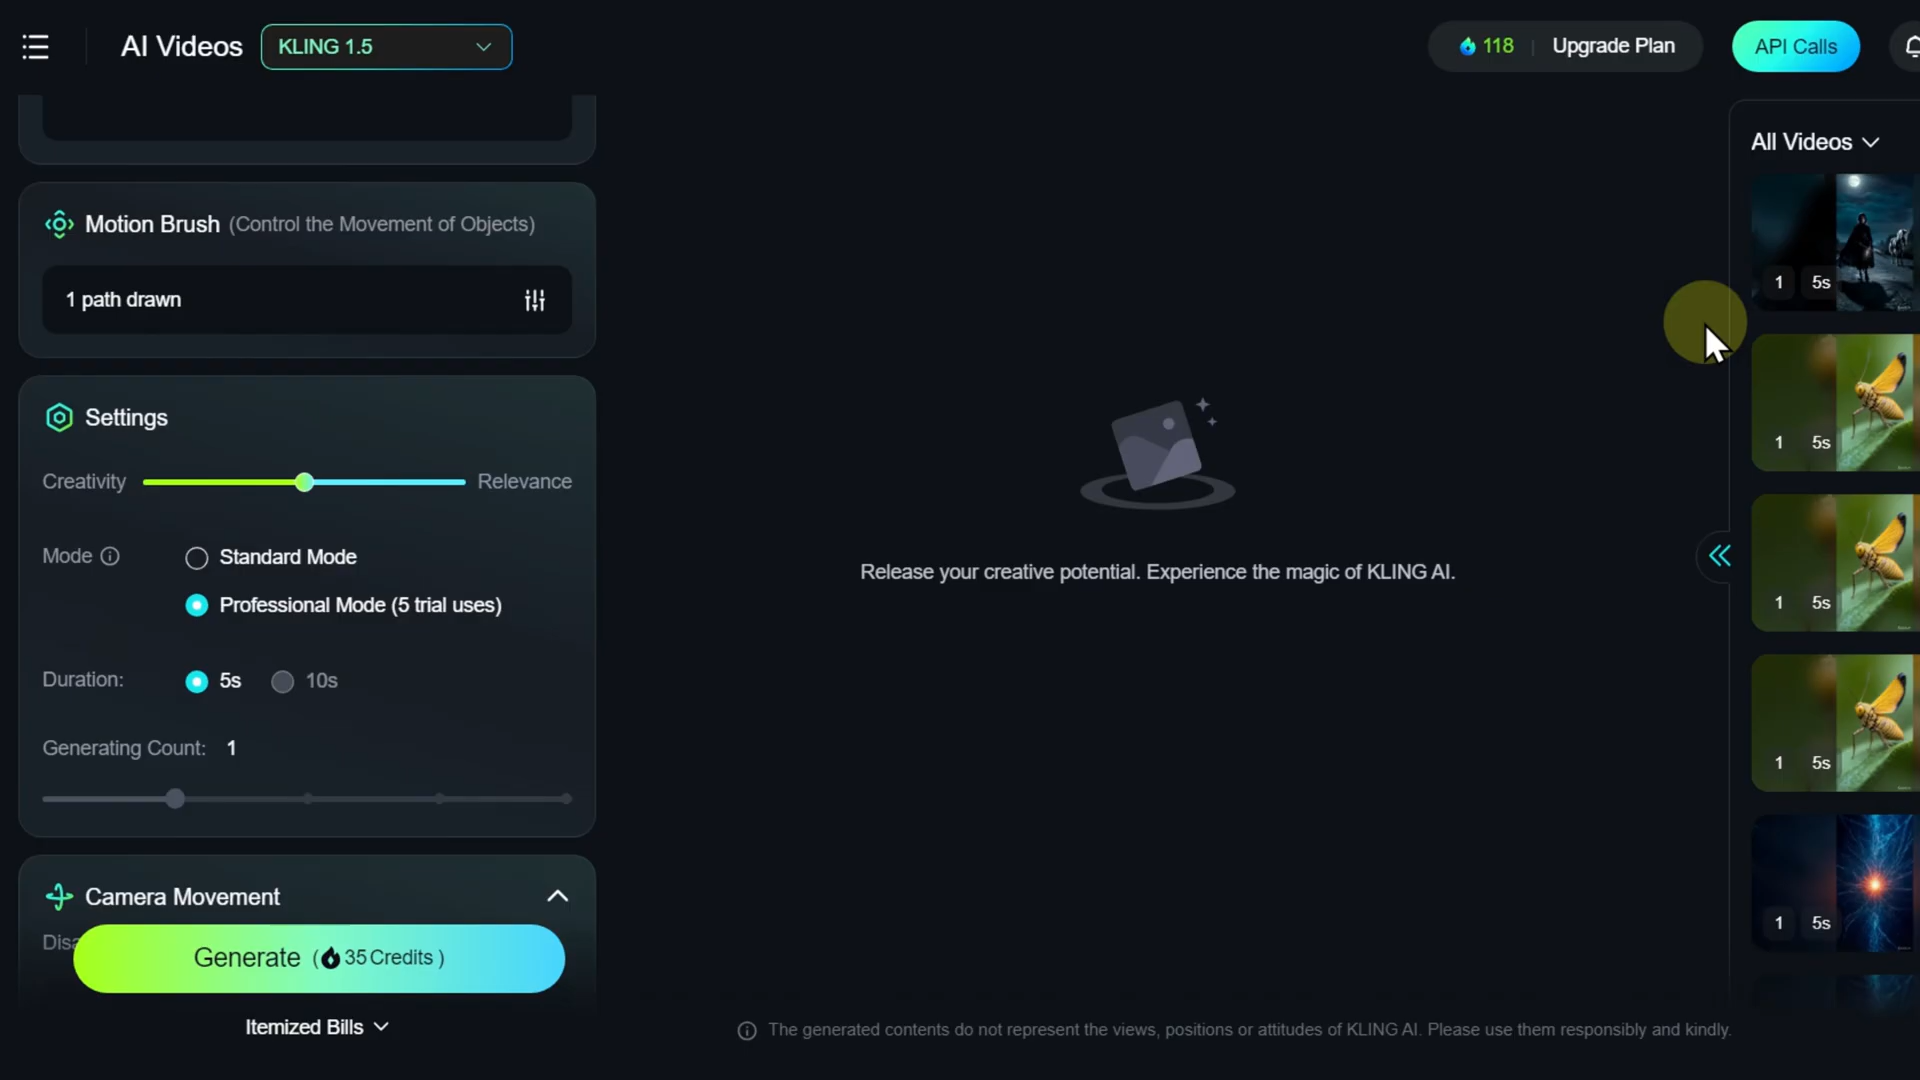 AI Videos
KLING 1.5
118
Upgrade Plan
API Calls
Motion Brush (Control the Movement of Objects)
1 path drawn
Settings
Creativity
Relevance
Mode
Standard Mode
Professional Mode (5 trial uses)
Duration:
5s
10s
Generating Count: 1
Camera Movement
Generate ( 35 Credits )
Itemized Bills
Release your creative potential. Experience the magic of KLING AI.
The generated contents do not represent the views, positions or attitudes of KLING AI. Please use them responsibly and kindly.
All Videos
1 5s
1 5s
1 5s
1 5s
1 5s